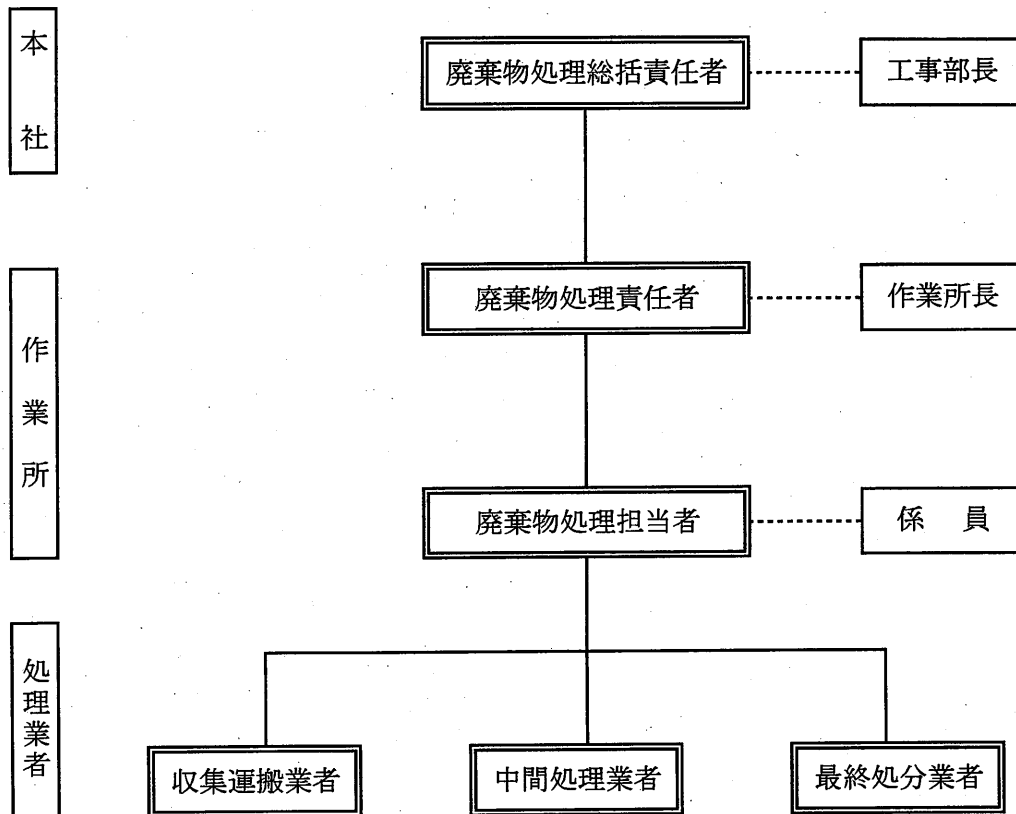 本社
廃棄物処理総括責任者
工事部長
作業所
廃棄物処理責任者
作業所長
廃棄物処理担当者
係員
処理業者
収集運搬業者
中間処理業者
最終処分業者